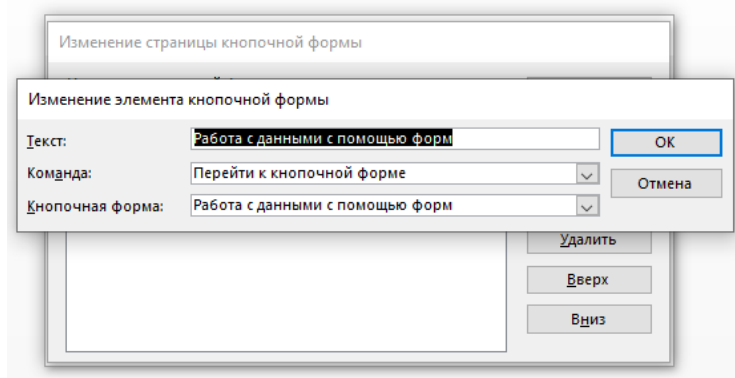 Изменение страницы кнопочной формы
Изменение элемента кнопочной формы
Текст: Работа с данными с помощью форм ОК
Команда: Перейти к кнопочной форме Отмена
Кнопочная форма: Работа с данными с помощью форм
Удалить
Вверх
Вниз